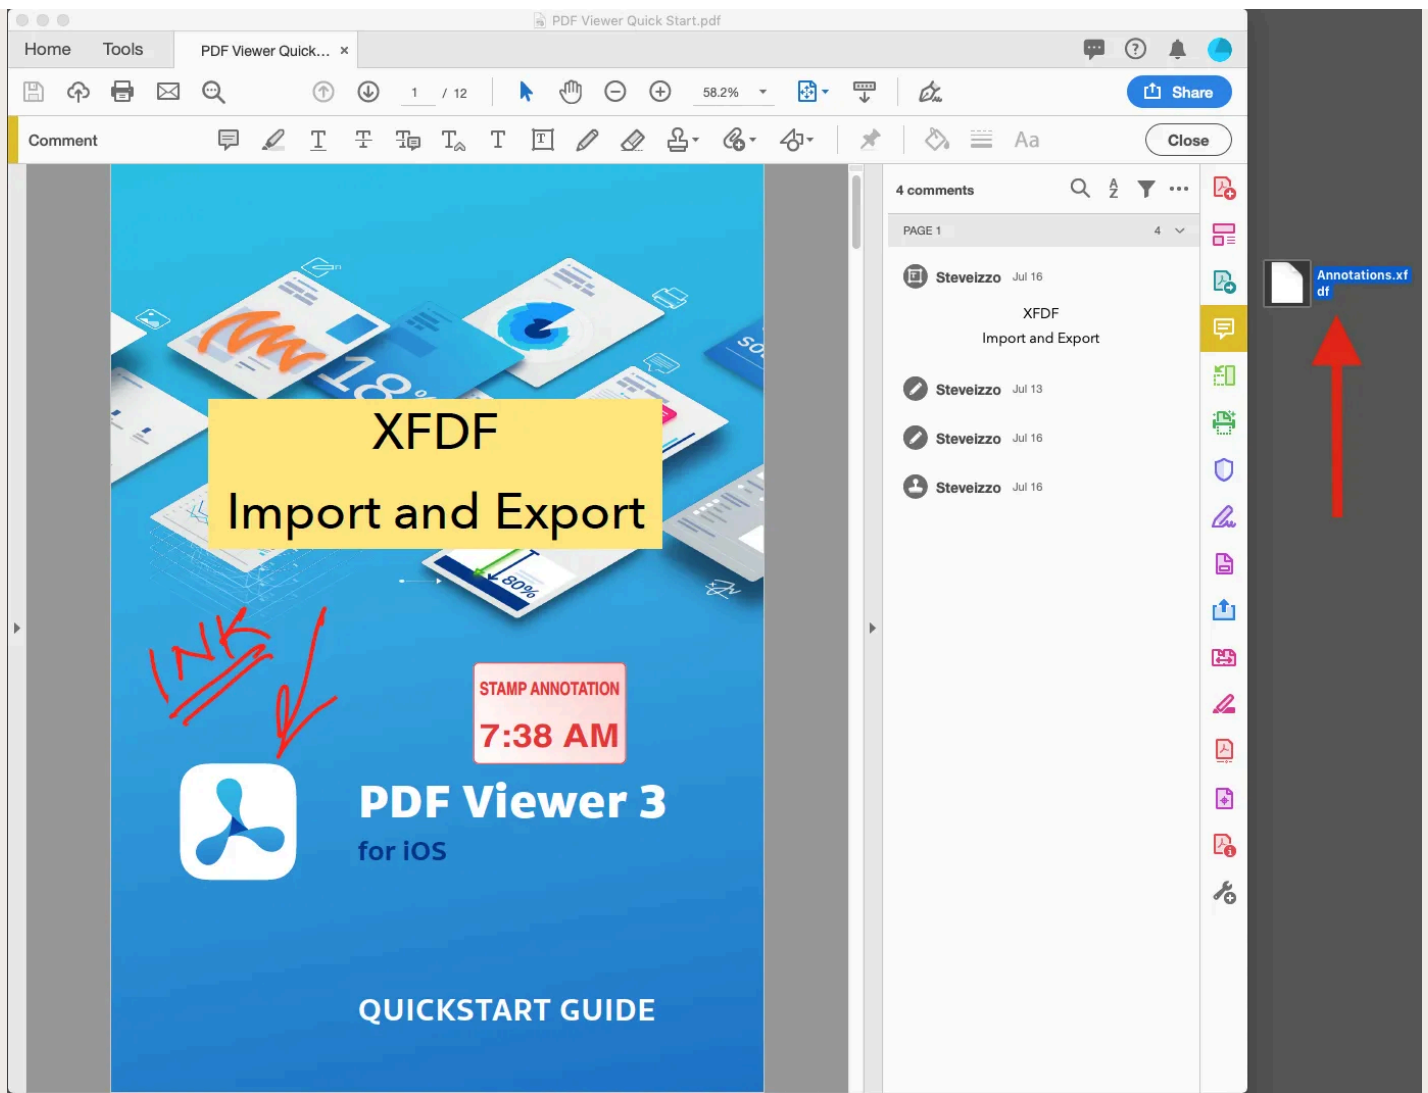 PDF Viewer Quick Start.pdf
Home Tools PDF Viewer Quick... ×
1 / 12 58.2% Share
Comment Aa Close
4 comments
PAGE 1 4
Steveizzo Jul 16
XFDF
Import and Export
Steveizzo Jul 13
Steveizzo Jul 16
Steveizzo Jul 16
Annotations.xf
df
18%
XFDF
Import and Export
80%
INK
STAMP ANNOTATION
7:38 AM
PDF Viewer 3
for iOS
QUICKSTART GUIDE